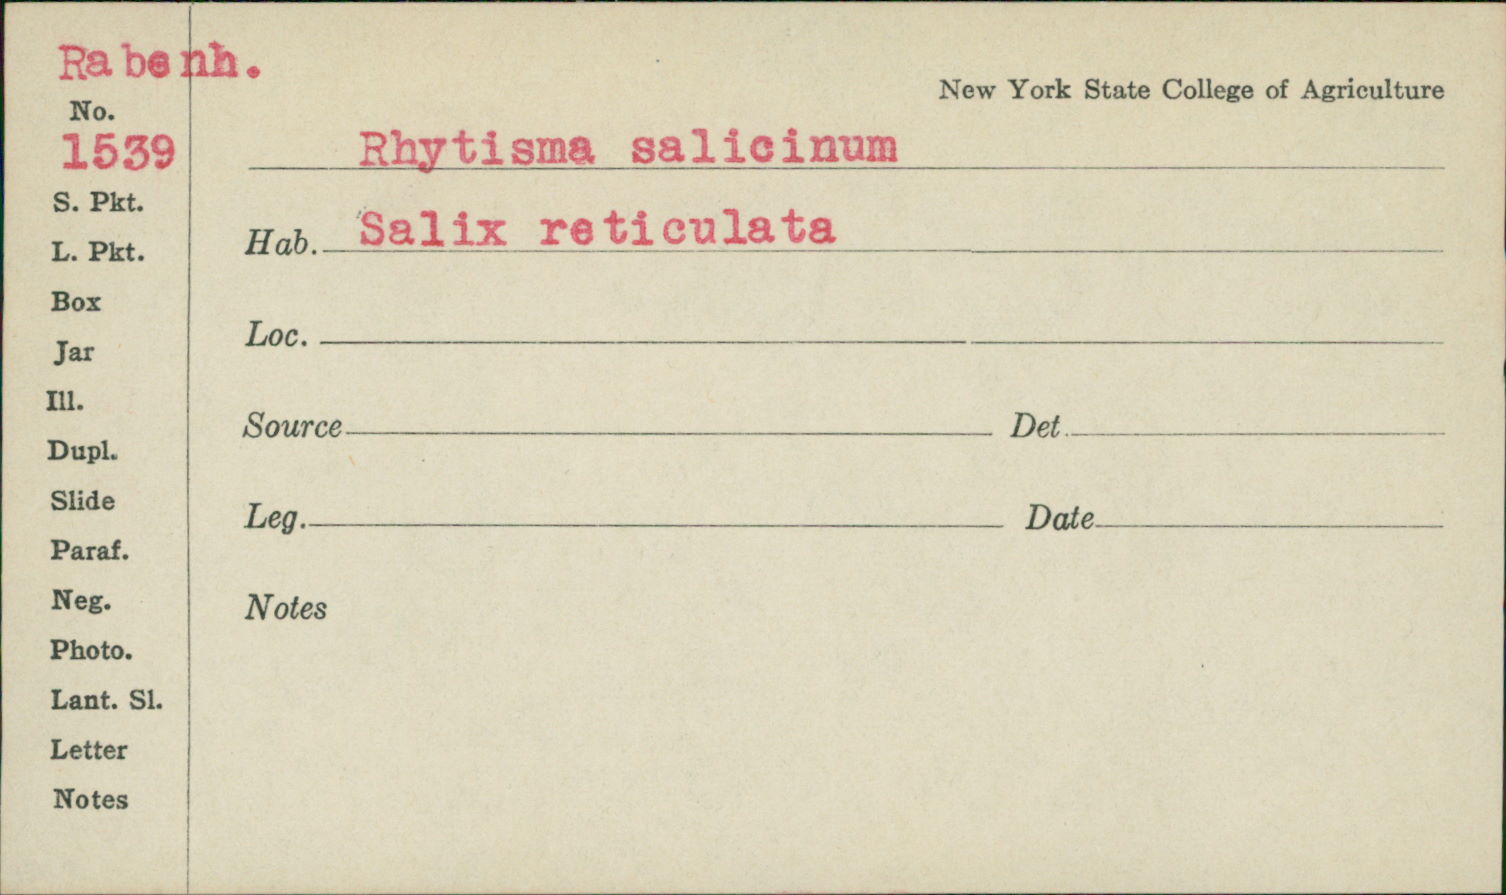 Rabenh.
New York State College of Agriculture
No.
1539
Rhytisma salicinum
S. Pkt.
Hab. Salix reticulata
L. Pkt.
Box
Loc.
Jar
Ill.
Source Det.
Dupl.
Slide
Leg. Date
Paraf.
Neg.
Notes
Photo.
Lant. Sl.
Letter
Notes